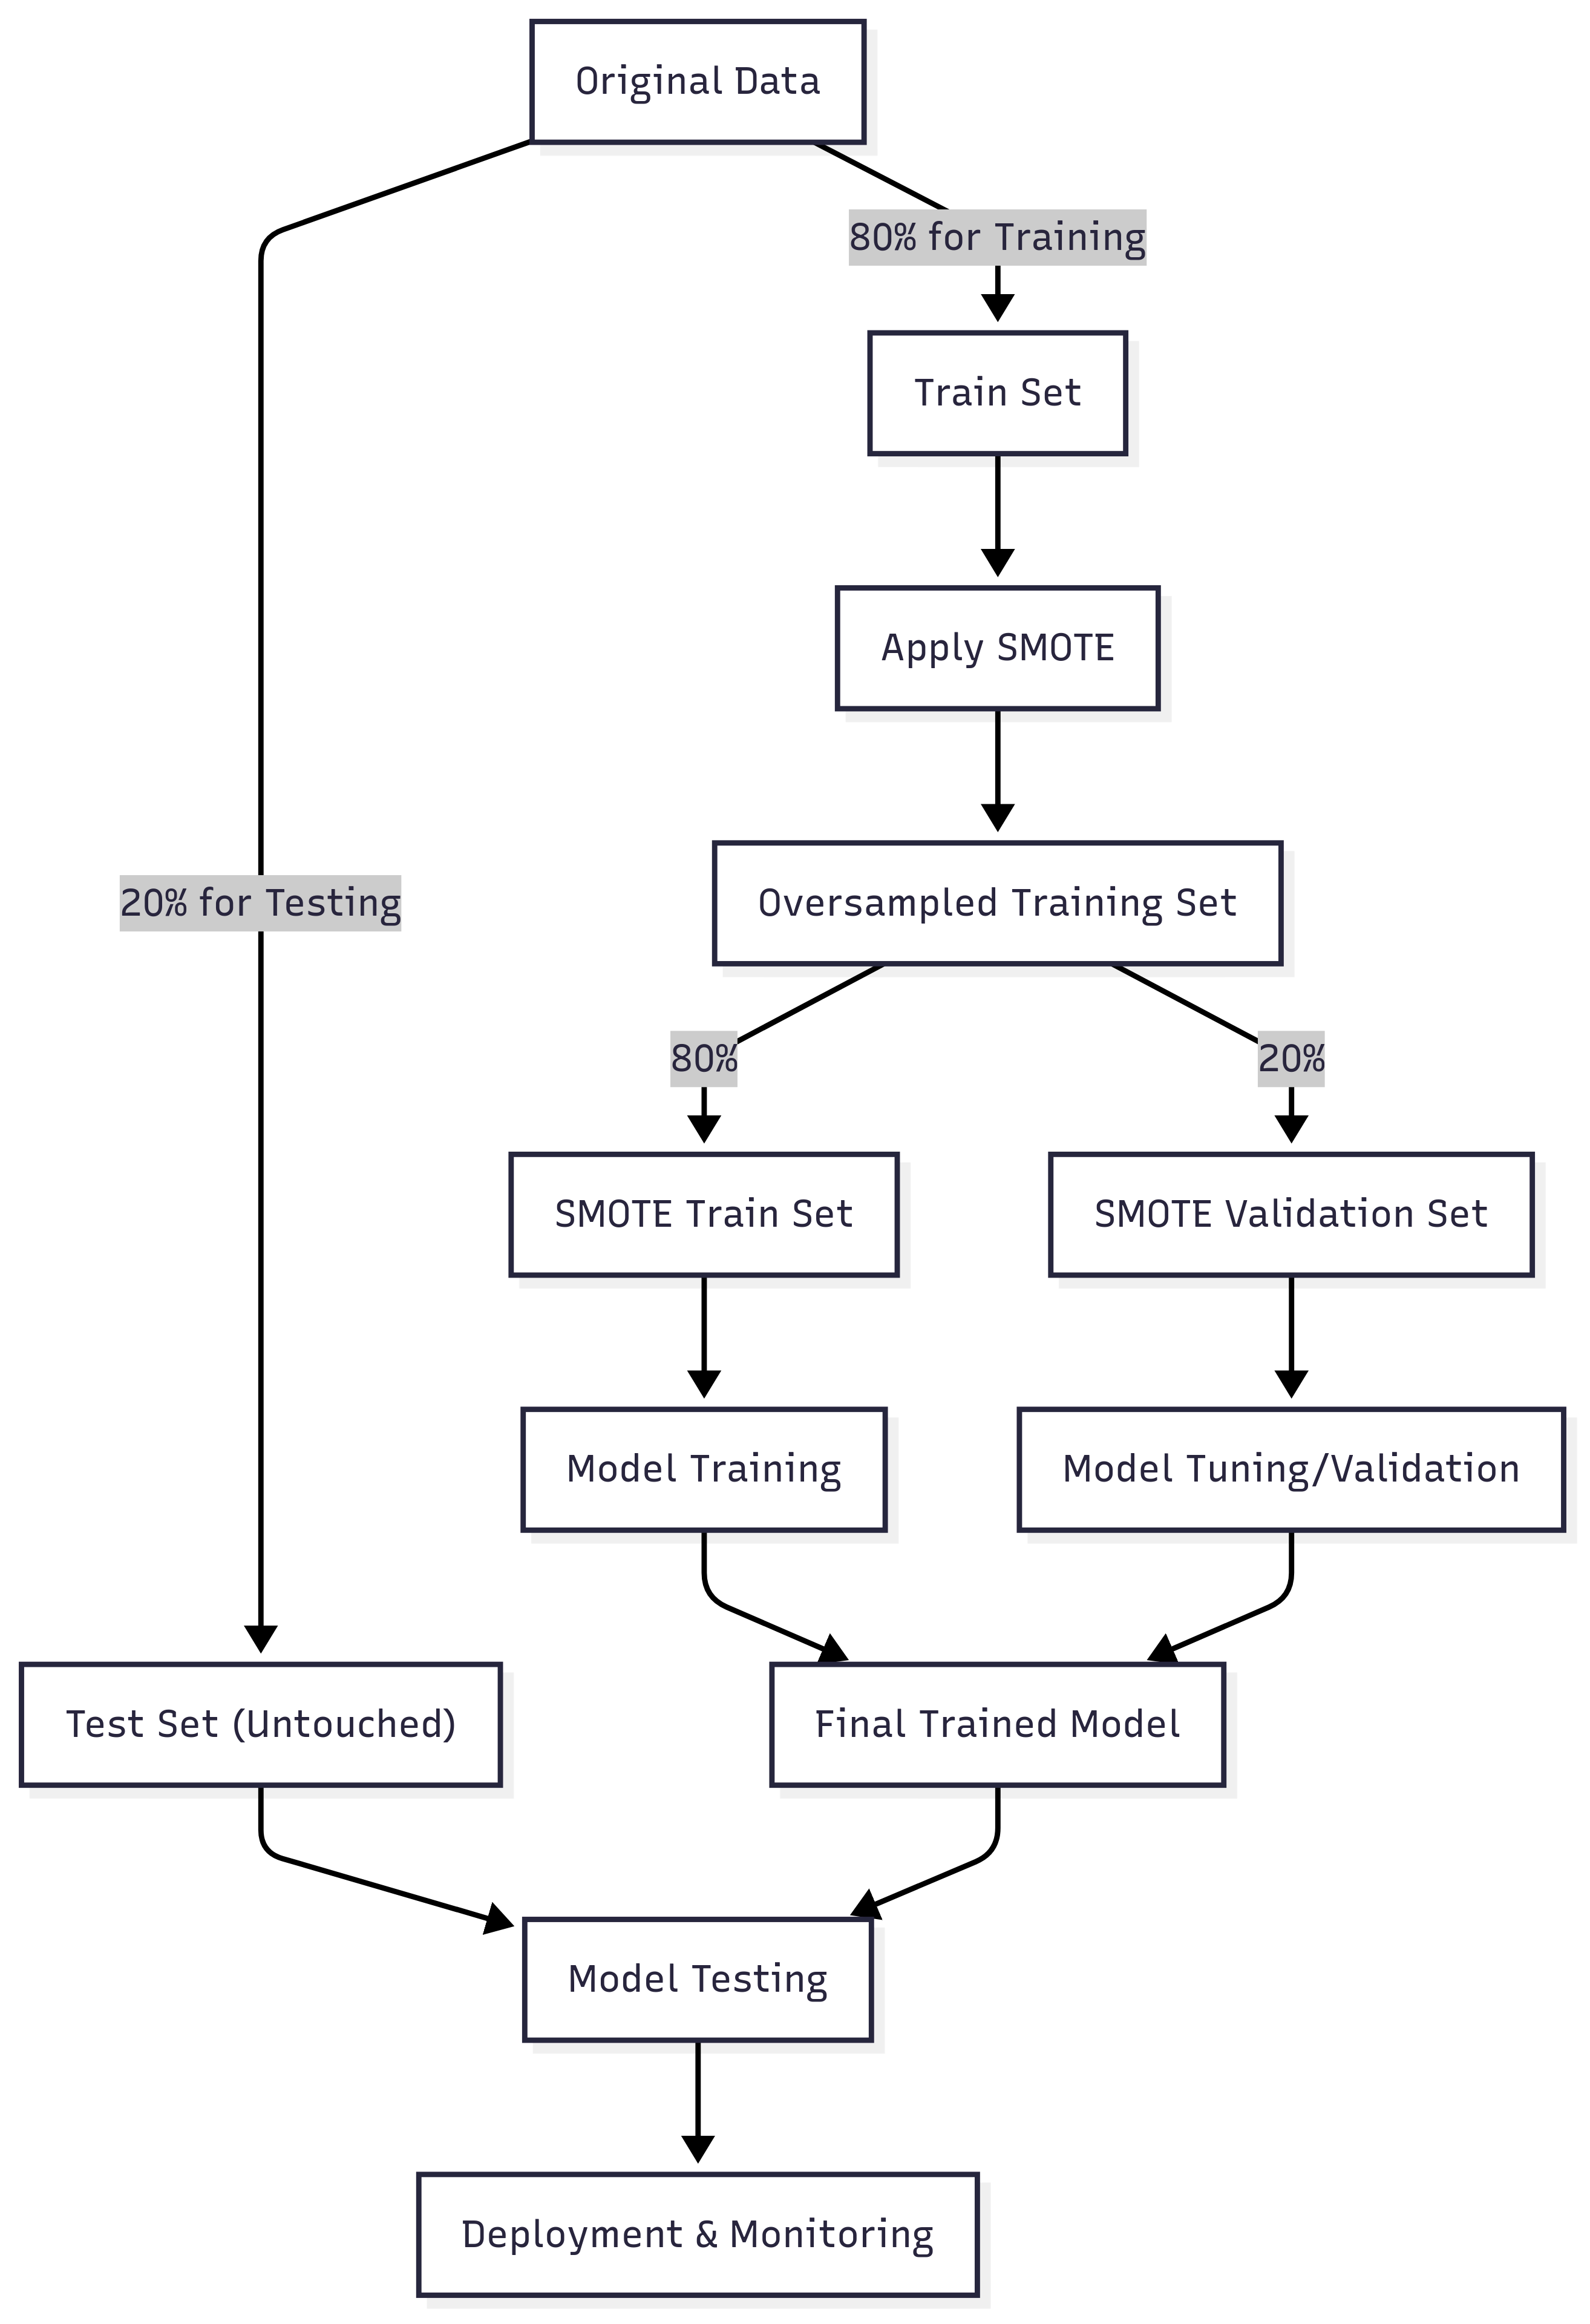 Original Data
80% for Training
Train Set
Apply SMOTE
20% for Testing
Oversampled Training Set
80%
20%
SMOTE Train Set
SMOTE Validation Set
Model Training
Model Tuning/Validation
Test Set (Untouched)
Final Trained Model
Model Testing
Deployment & Monitoring